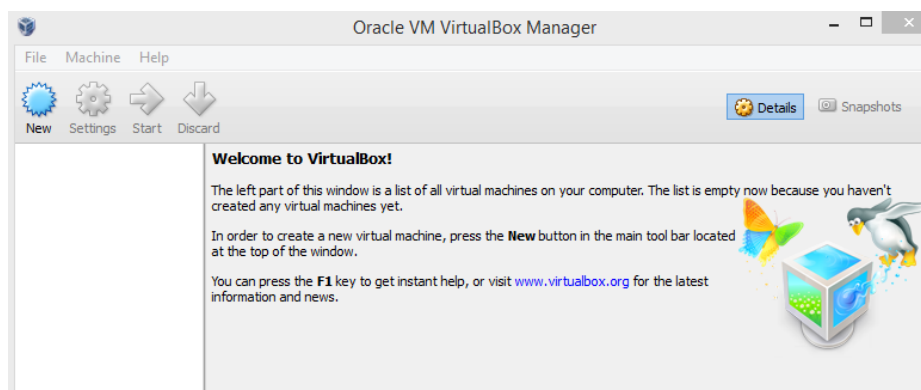 Oracle VM VirtualBox Manager
File Machine Help
New Settings Start Discard
Details Snapshots
Welcome to VirtualBox!
The left part of this window is a list of all virtual machines on your computer. The list is empty now because you haven't
created any virtual machines yet.
In order to create a new virtual machine, press the New button in the main tool bar located
at the top of the window.
You can press the F1 key to get instant help, or visit www.virtualbox.org for the latest
information and news.